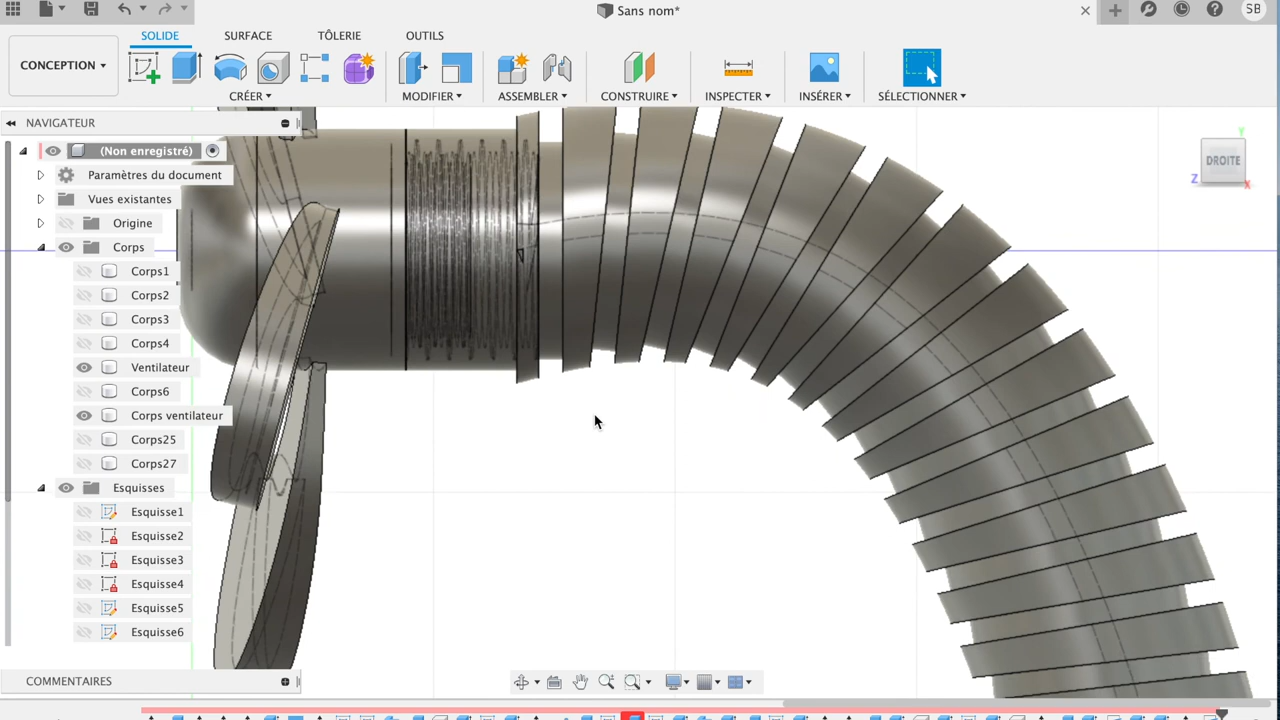 Sans nom*
SB
SOLIDE SURFACE TÔLERIE OUTILS
CONCEPTION
CRÉER MODIFIER ASSEMBLER CONSTRUIRE INSPECTER INSÉRER SÉLECTIONNER
NAVIGATEUR
(Non enregistré)
Paramètres du document
Vues existantes
Origine
Corps
Corps1
Corps2
Corps3
Corps4
Ventilateur
Corps6
Corps ventilateur
Corps25
Corps27
Esquisses
Esquisse1
Esquisse2
Esquisse3
Esquisse4
Esquisse5
Esquisse6
COMMENTAIRES
Y
DROITE
Z
X